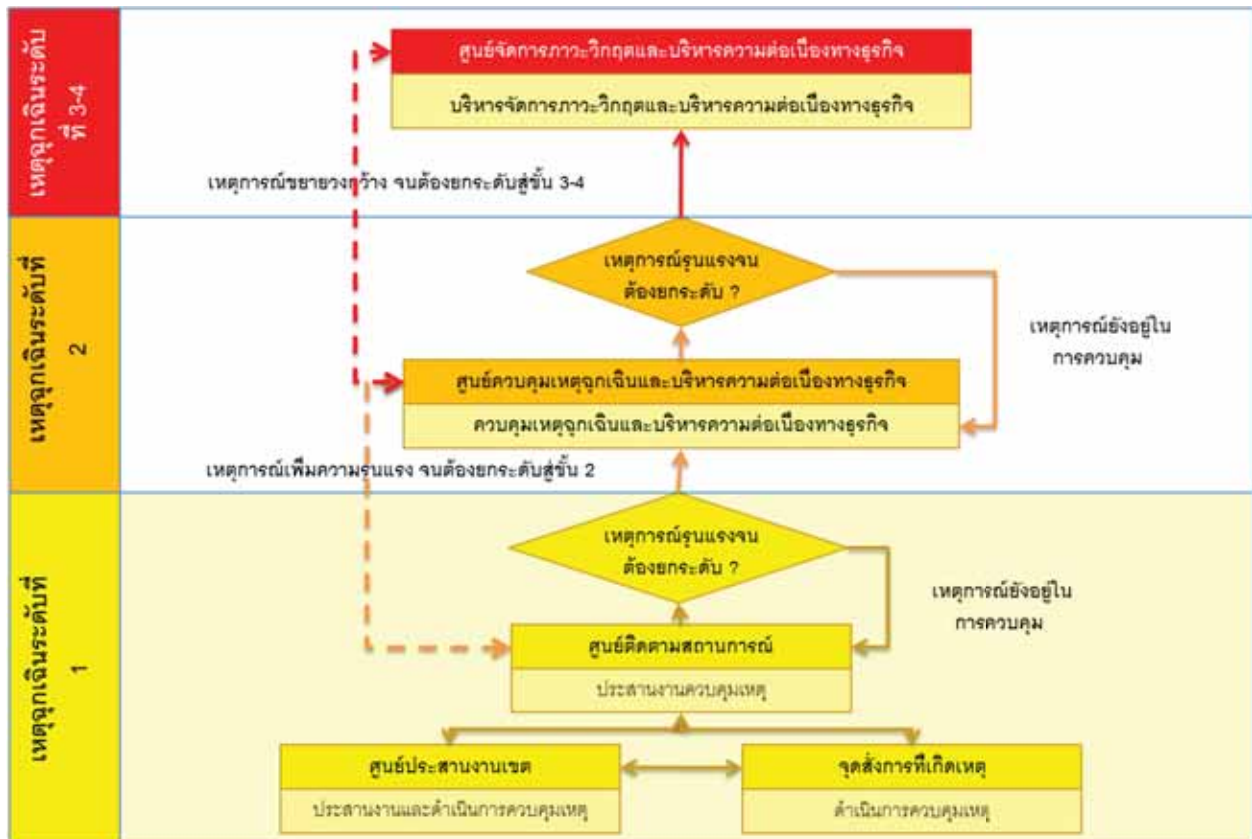 เหตุฉุกเฉินระดับ
ที่ 3-4
ศูนย์จัดการภาวะวิกฤตและบริหารความต่อเนื่องทางธุรกิจ
บริหารจัดการภาวะวิกฤตและบริหารความต่อเนื่องทางธุรกิจ
เหตุการณ์ขยายวงกว้าง จนต้องยกระดับสู่ขั้น 3-4
เหตุฉุกเฉินระดับที่
2
เหตุการณ์รุนแรงจน
ต้องยกระดับ ?
เหตุการณ์ยังอยู่ใน
การควบคุม
ศูนย์ควบคุมเหตุฉุกเฉินและบริหารความต่อเนื่องทางธุรกิจ
ควบคุมเหตุฉุกเฉินและบริหารความต่อเนื่องทางธุรกิจ
เหตุการณ์เพิ่มความรุนแรง จนต้องยกระดับสู่ขั้น 2
เหตุฉุกเฉินระดับที่
1
เหตุการณ์รุนแรงจน
ต้องยกระดับ ?
เหตุการณ์ยังอยู่ใน
การควบคุม
ศูนย์ติดตามสถานการณ์
ประสานงานควบคุมเหตุ
ศูนย์ประสานงานเขต
ประสานงานและดำเนินการควบคุมเหตุ
จุดสั่งการที่เกิดเหตุ
ดำเนินการควบคุมเหตุ